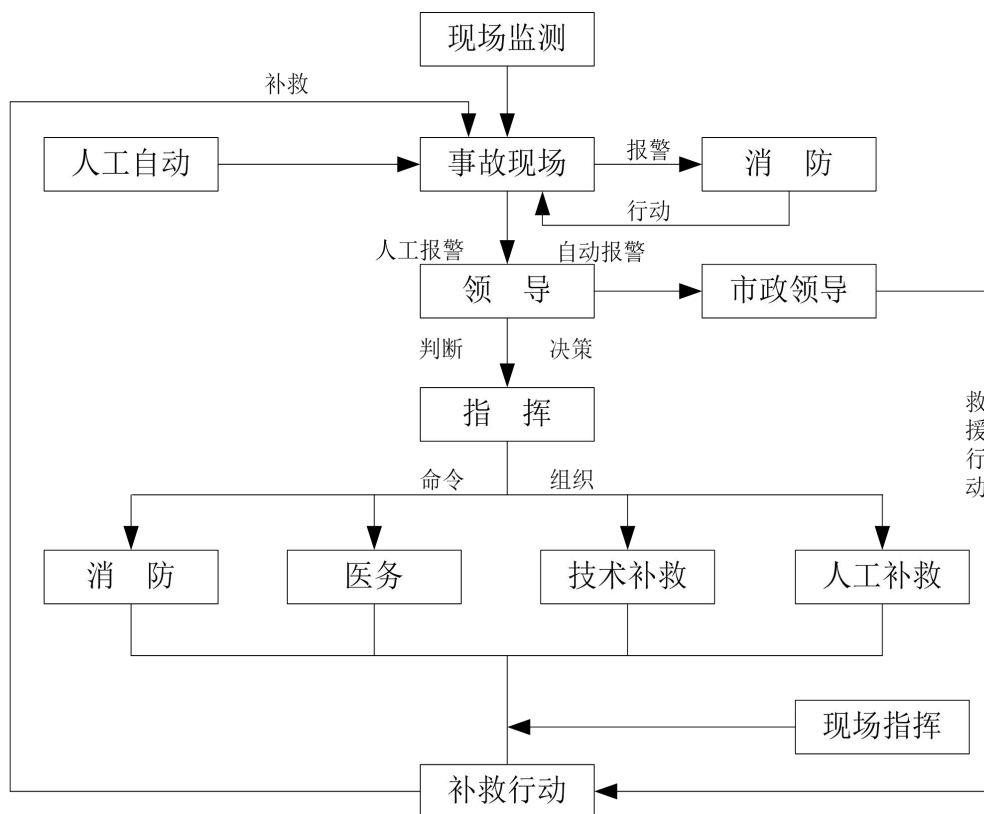 现场监测
补救
人工自动
事故现场
报警
消 防
行动
人工报警
自动报警
领 导
市政领导
判断
决策
指 挥
救
援
行
动
命令
组织
消 防
医务
技术补救
人工补救
现场指挥
补救行动